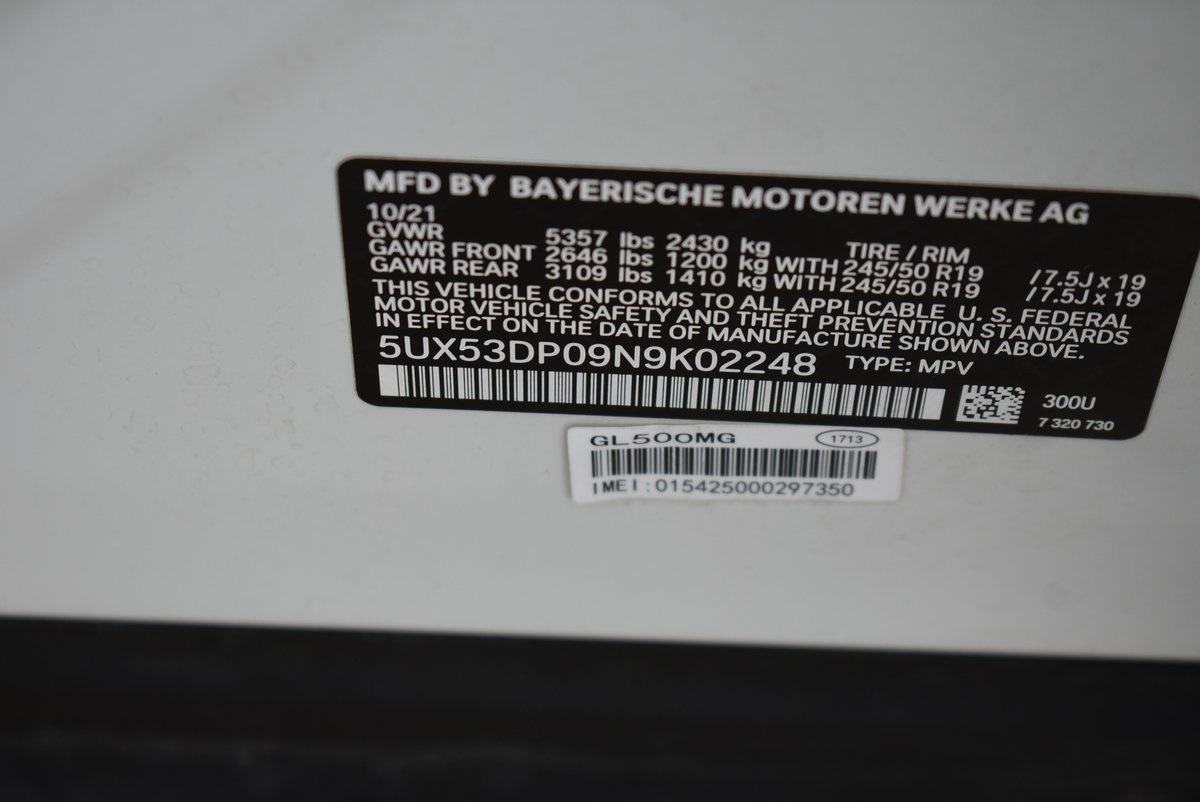 MFD BY BAYERISCHE MOTOREN WERKE AG
10/21
GVWR 5357 lbs 2430 kg TIRE / RIM
GAWR FRONT 2646 lbs 1200 kg WITH 245/50 R19 / 7.5J x 19
GAWR REAR 3109 lbs 1410 kg WITH 245/50 R19 / 7.5J x 19
THIS VEHICLE CONFORMS TO ALL APPLICABLE U. S. FEDERAL
MOTOR VEHICLE SAFETY AND THEFT PREVENTION STANDARDS
IN EFFECT ON THE DATE OF MANUFACTURE SHOWN ABOVE.
5UX53DP09N9K02248 TYPE: MPV
300U
7 320 730
GL500MG 1713
IMEI:015425000297350